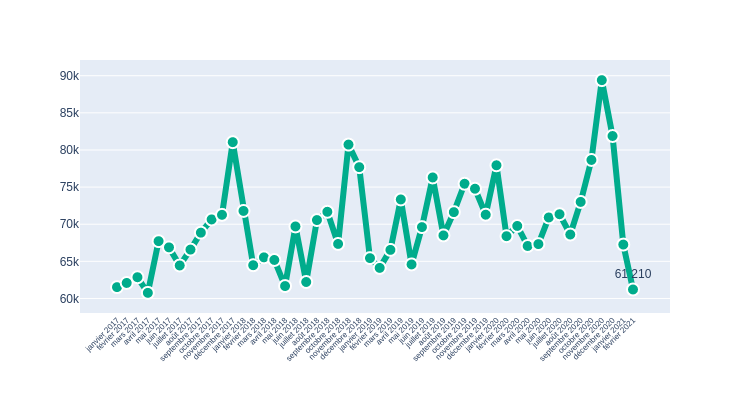 90k
85k
80k
75k
70k
65k
60k
61 210
janvier 2017
février 2017
mars 2017
avril 2017
mai 2017
juin 2017
juillet 2017
août 2017
septembre 2017
octobre 2017
novembre 2017
décembre 2017
janvier 2018
février 2018
mars 2018
avril 2018
mai 2018
juin 2018
juillet 2018
août 2018
septembre 2018
octobre 2018
novembre 2018
décembre 2018
janvier 2019
février 2019
mars 2019
avril 2019
mai 2019
juin 2019
juillet 2019
août 2019
septembre 2019
octobre 2019
novembre 2019
décembre 2019
janvier 2020
février 2020
mars 2020
avril 2020
mai 2020
juin 2020
juillet 2020
août 2020
septembre 2020
octobre 2020
novembre 2020
décembre 2020
janvier 2021
février 2021